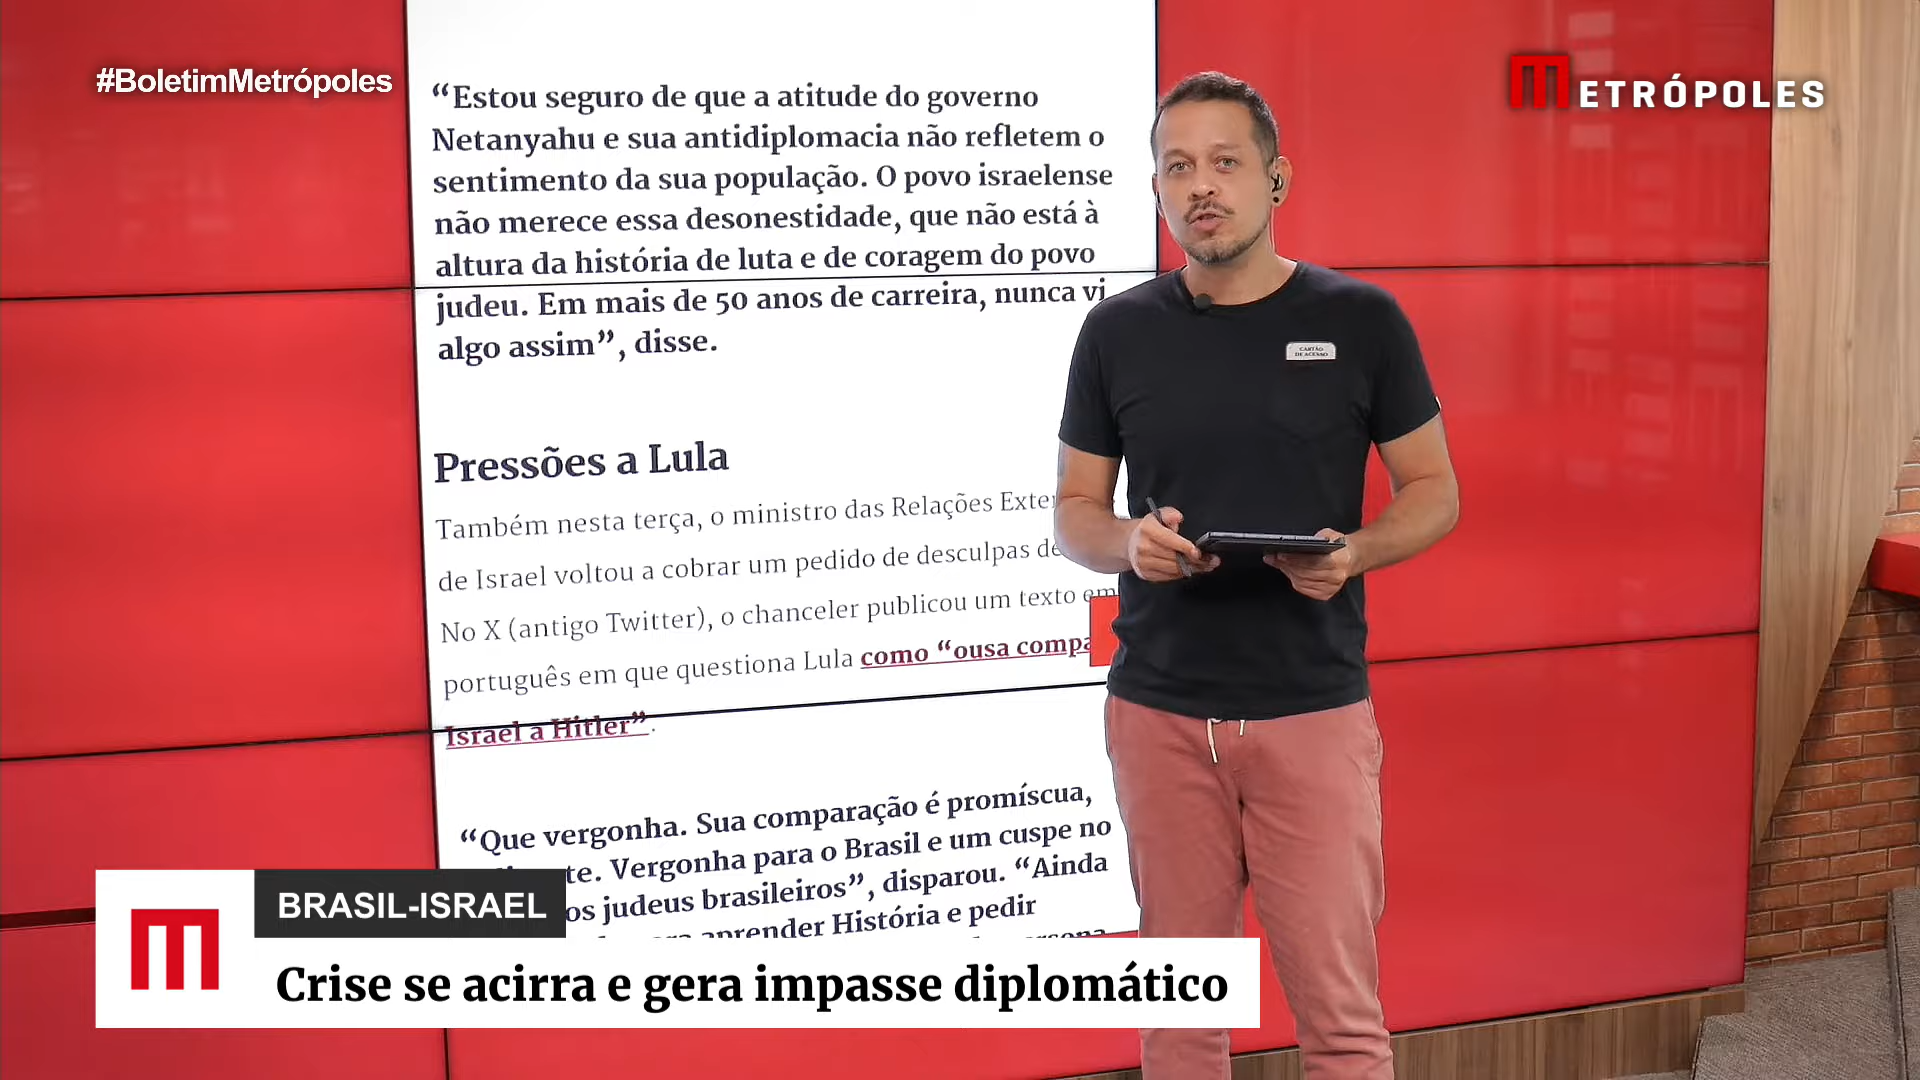 #BoletimMetrópoles
METRÓPOLES
“Estou seguro de que a atitude do governo
Netanyahu e sua antidiplomacia não refletem o
sentimento da sua população. O povo israelense
não merece essa desonestidade, que não está à
altura da história de luta e de coragem do povo
judeu. Em mais de 50 anos de carreira, nunca vi
algo assim”, disse.
CARTÃO
DE ACESSO
Pressões a Lula
Também nesta terça, o ministro das Relações Exter
de Israel voltou a cobrar um pedido de desculpas de
No X (antigo Twitter), o chanceler publicou um texto em
português em que questiona Lula como “ousa compa
Israel a Hitler”.
“Que vergonha. Sua comparação é promíscua,
te. Vergonha para o Brasil e um cuspe no
os judeus brasileiros”, disparou. “Ainda
aprender História e pedir
BRASIL-ISRAEL
Crise se acirra e gera impasse diplomático